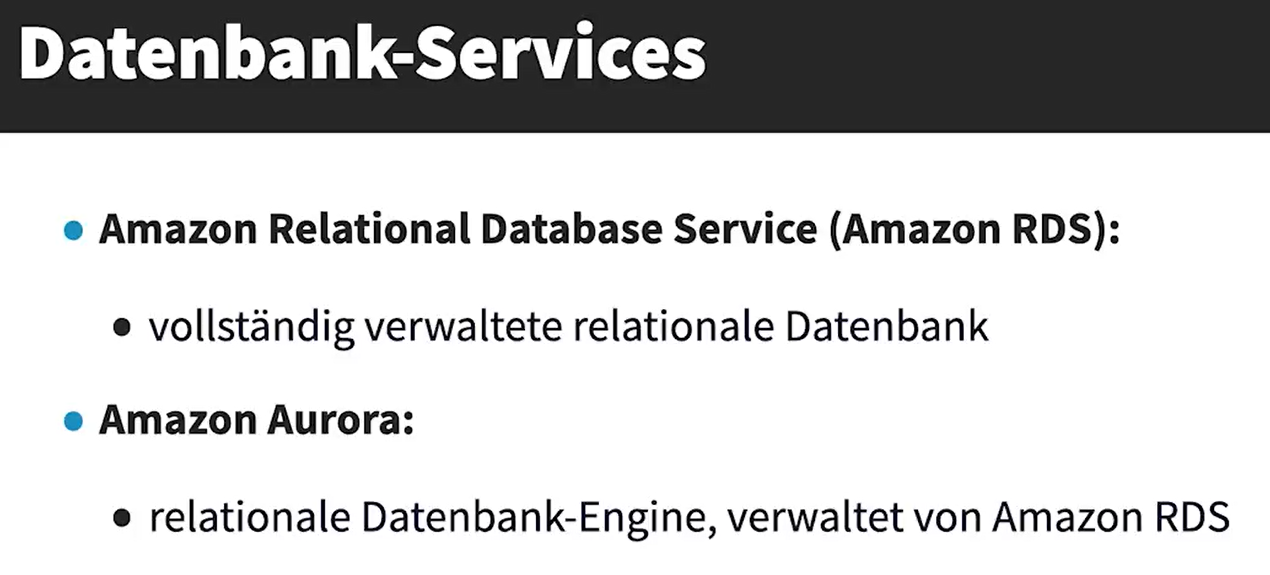 Datenbank-Services
• Amazon Relational Database Service (Amazon RDS):
• vollständig verwaltete relationale Datenbank
• Amazon Aurora:
• relationale Datenbank-Engine, verwaltet von Amazon RDS